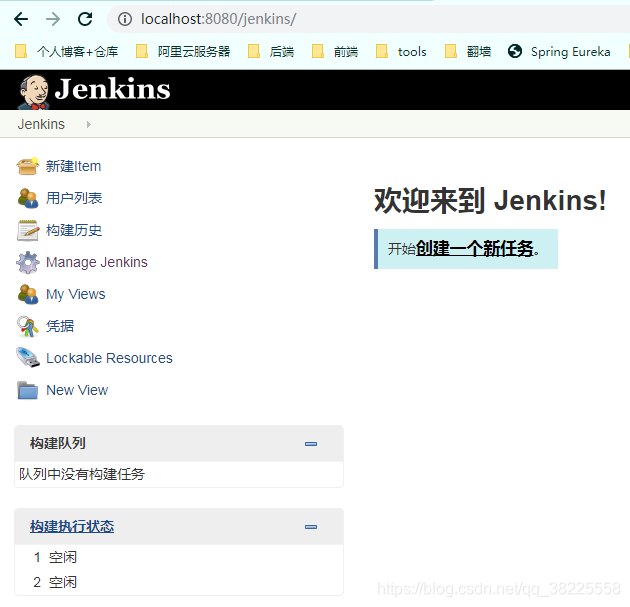 localhost:8080/jenkins/
个人博客+仓库 阿里云服务器 后端 前端 tools 翻墙 Spring Eureka
Jenkins
Jenkins
新建Item
用户列表
构建历史
Manage Jenkins
My Views
凭据
Lockable Resources
New View
构建队列
队列中没有构建任务
构建执行状态
1 空闲
2 空闲
欢迎来到 Jenkins!
开始创建一个新任务。
https://blog.csdn.net/qq_38225558